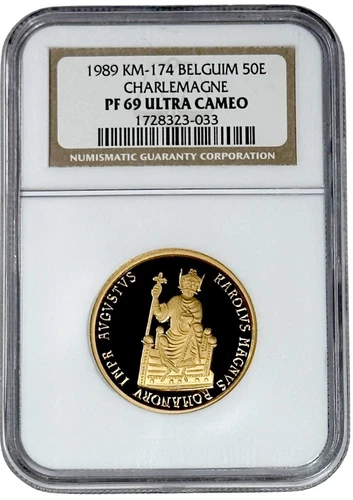 1989 KM-174 BELGUIM 50E
CHARLEMAGNE
PF 69 ULTRA CAMEO
1728323-033
NUMISMATIC GUARANTY CORPORATION
KAROLVS MAGNVS ROMANORV IMPR AVGVSTVS